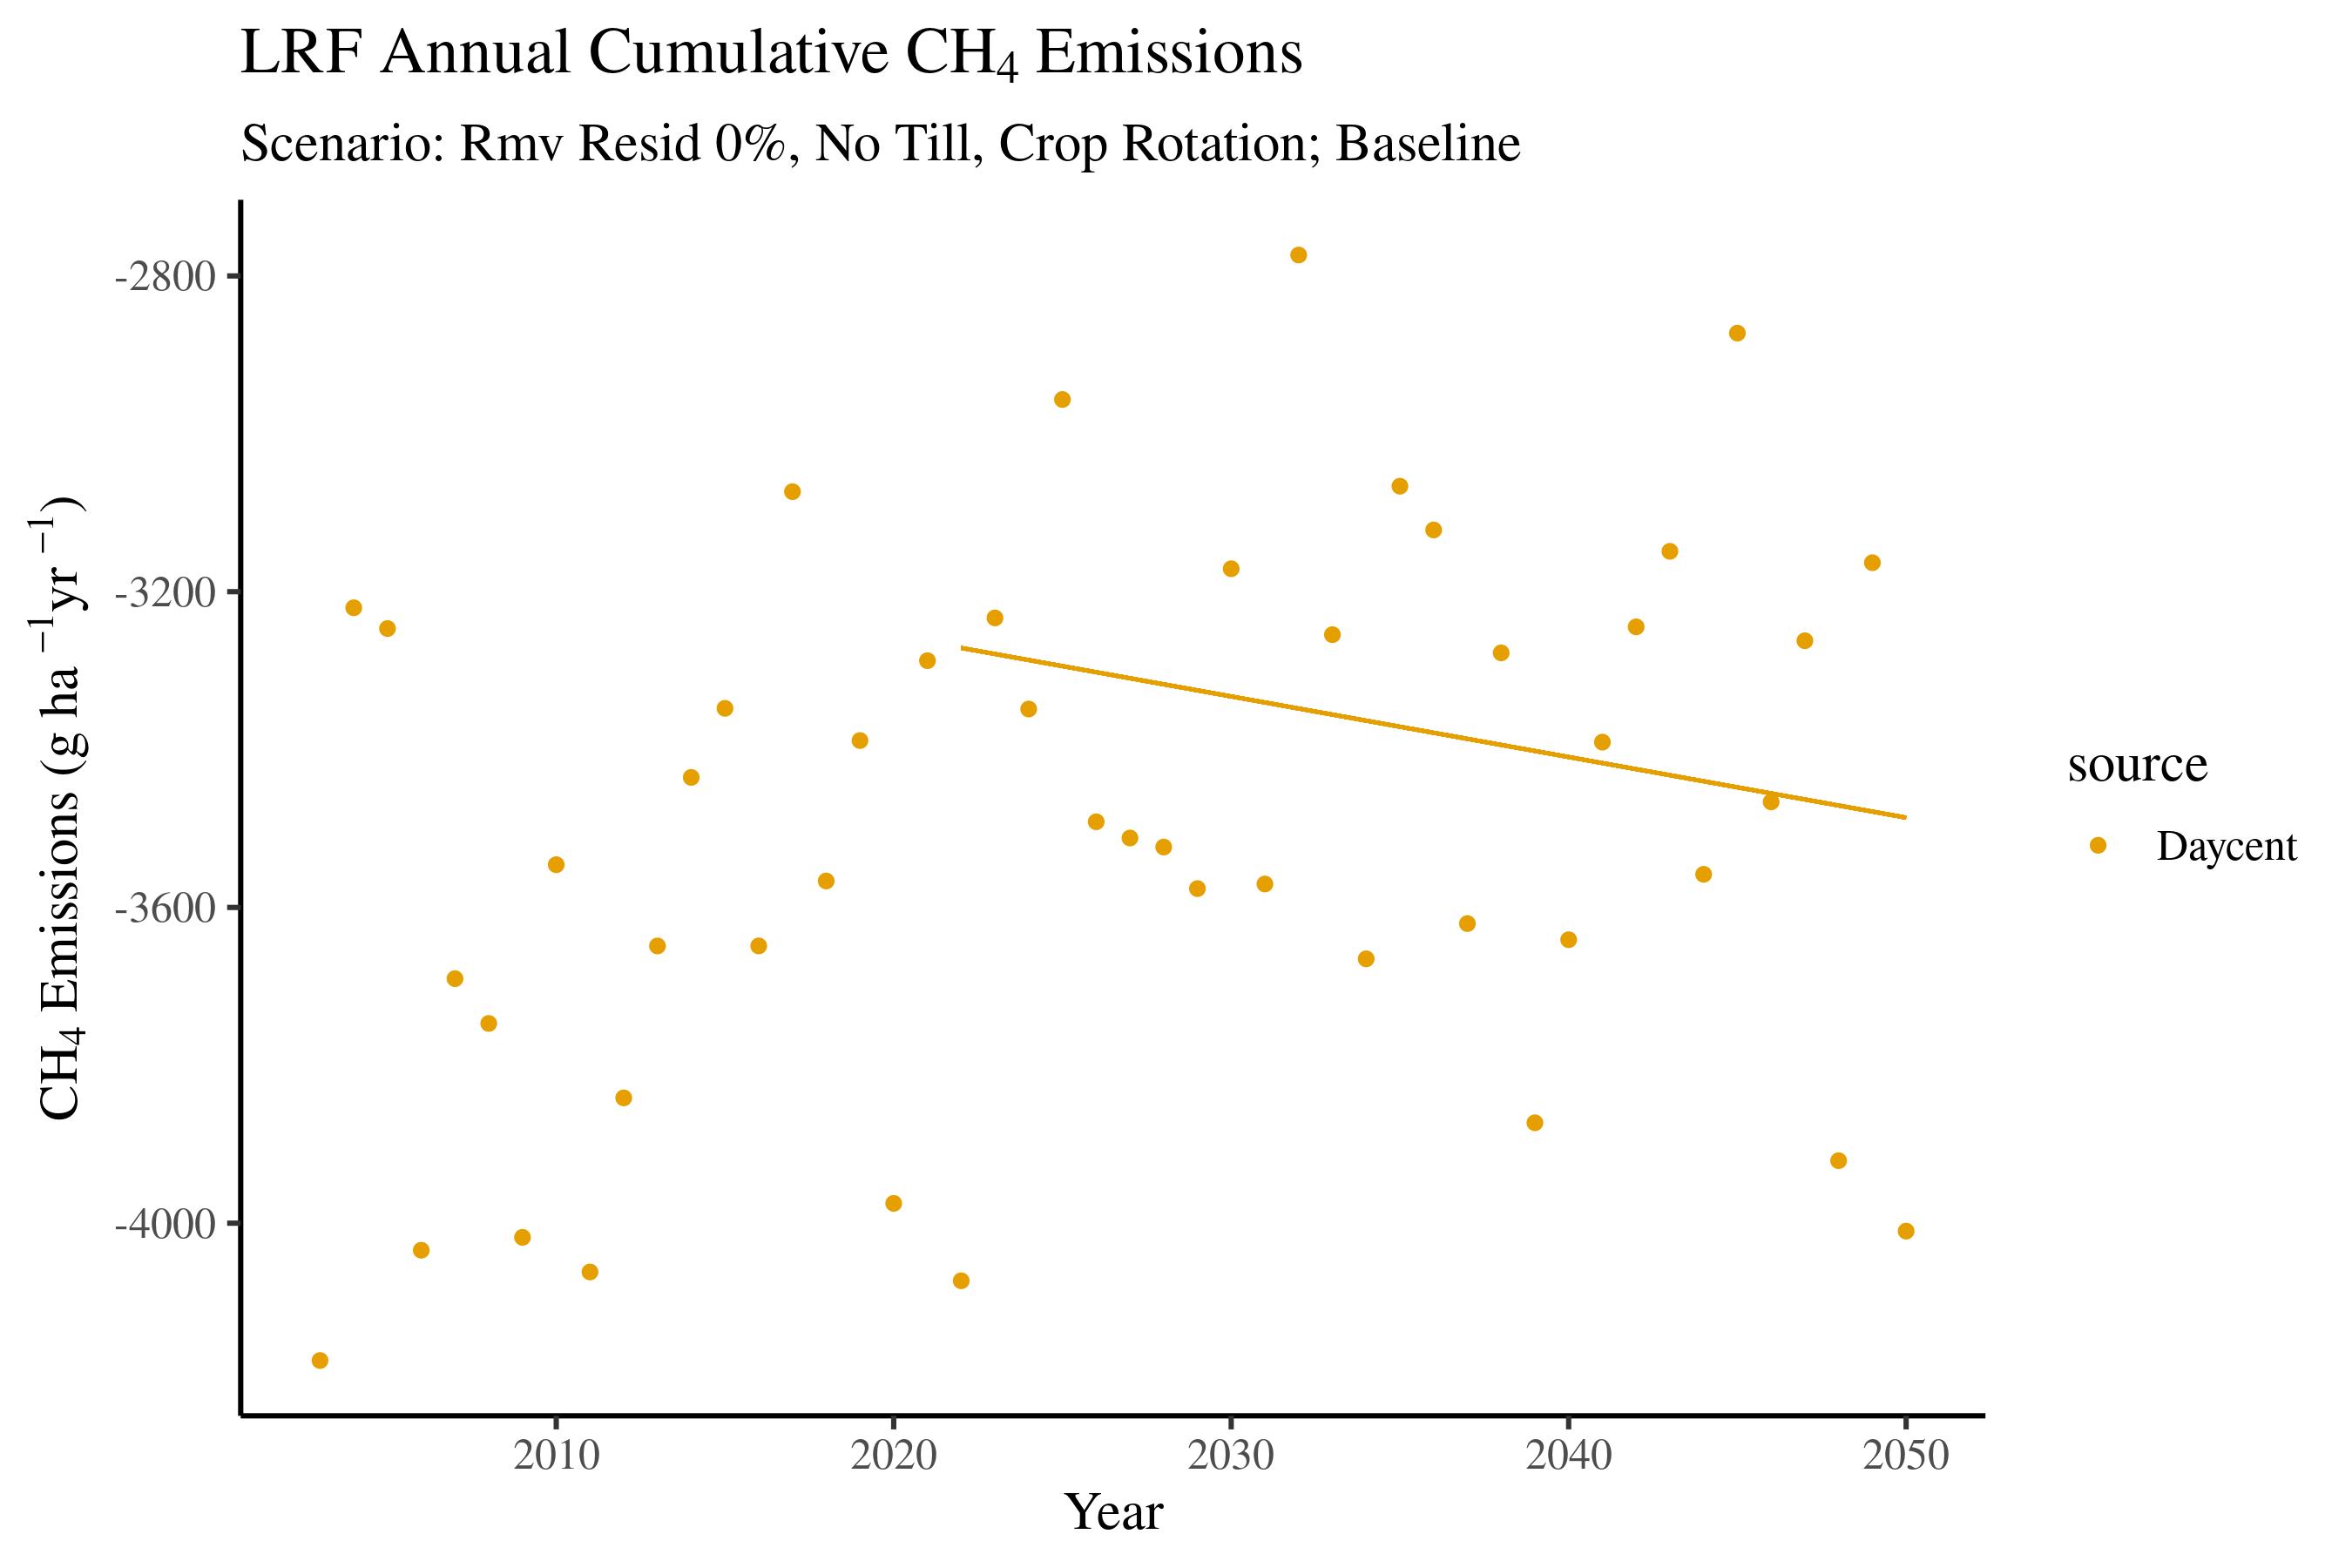 LRF Annual Cumulative CH₄ Emissions
Scenario: Rmv Resid 0%, No Till, Crop Rotation; Baseline
CH₄ Emissions (g ha ⁻¹yr ⁻¹)
-2800
-3200
-3600
-4000
2010 2020 2030 2040 2050
Year
source
Daycent